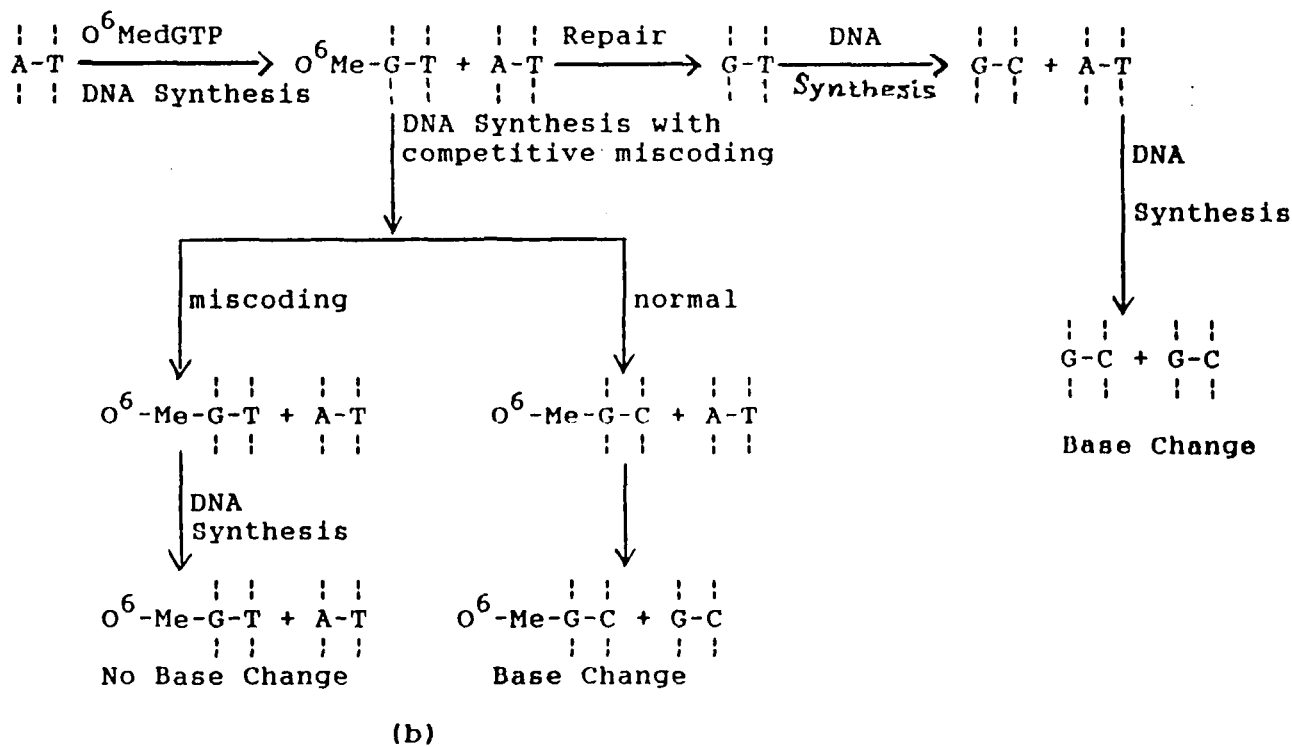 O⁶MedGTP Repair DNA
A-T O⁶Me-G-T + A-T G-T G-C + A-T
DNA Synthesis Synthesis
DNA Synthesis with
competitive miscoding
DNA
Synthesis
miscoding normal
G-C + G-C
O⁶-Me-G-T + A-T O⁶-Me-G-C + A-T
Base Change
DNA
Synthesis
O⁶-Me-G-T + A-T O⁶-Me-G-C + G-C
No Base Change Base Change
(b)